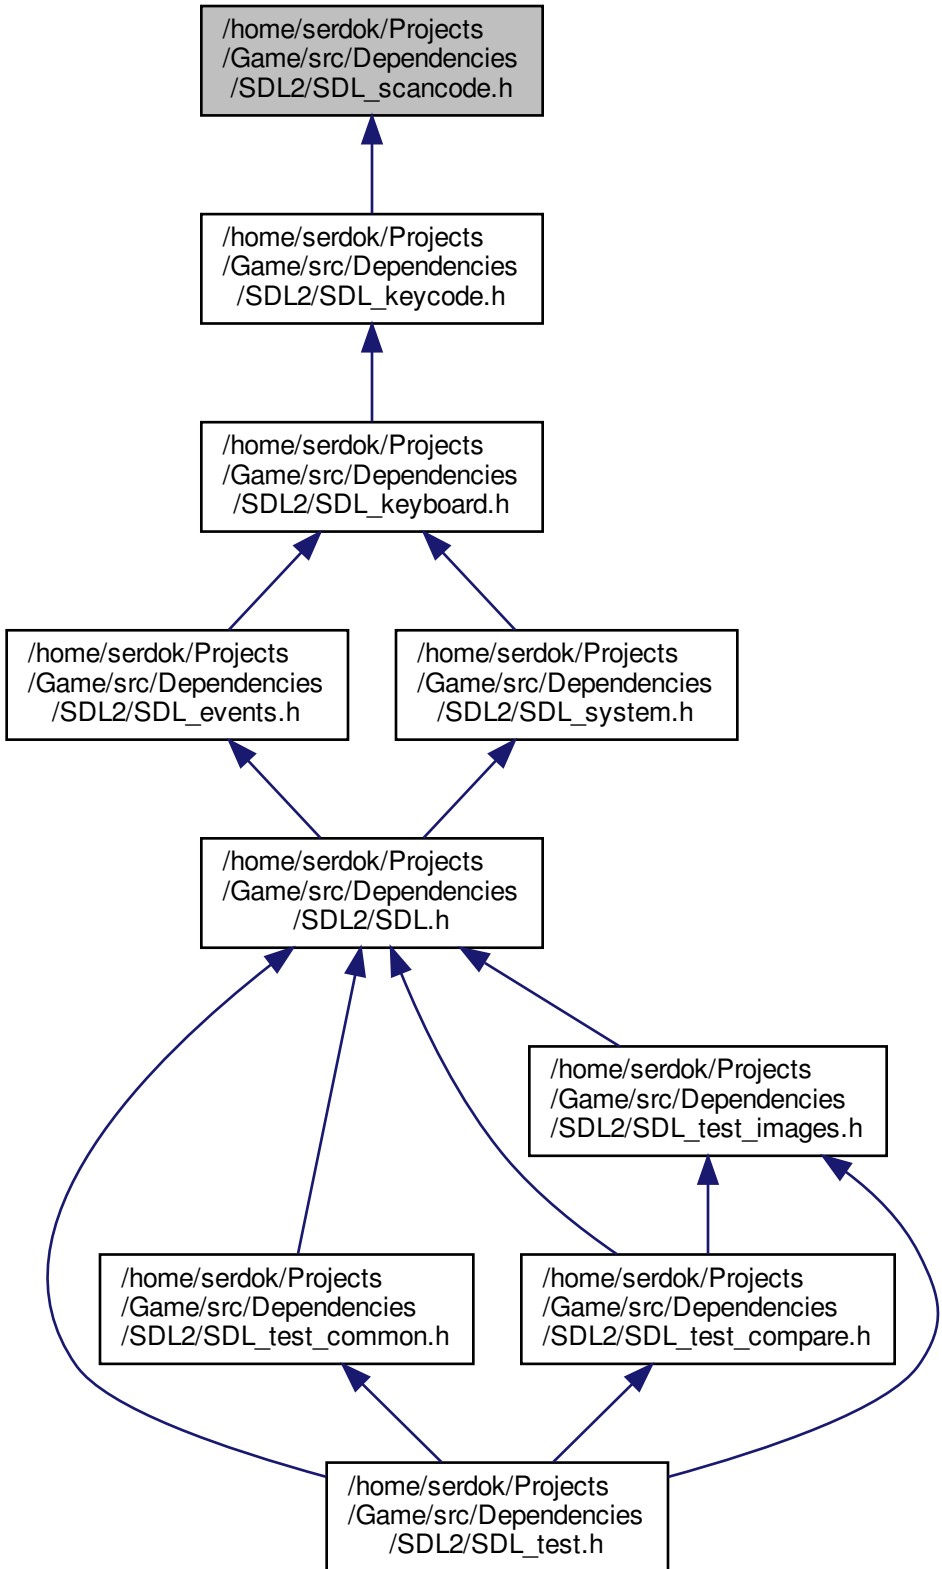 /home/serdok/Projects
/Game/src/Dependencies
/SDL2/SDL_scancode.h
/home/serdok/Projects
/Game/src/Dependencies
/SDL2/SDL_keycode.h
/home/serdok/Projects
/Game/src/Dependencies
/SDL2/SDL_keyboard.h
/home/serdok/Projects
/Game/src/Dependencies
/SDL2/SDL_events.h
/home/serdok/Projects
/Game/src/Dependencies
/SDL2/SDL_system.h
/home/serdok/Projects
/Game/src/Dependencies
/SDL2/SDL.h
/home/serdok/Projects
/Game/src/Dependencies
/SDL2/SDL_test_images.h
/home/serdok/Projects
/Game/src/Dependencies
/SDL2/SDL_test_common.h
/home/serdok/Projects
/Game/src/Dependencies
/SDL2/SDL_test_compare.h
/home/serdok/Projects
/Game/src/Dependencies
/SDL2/SDL_test.h